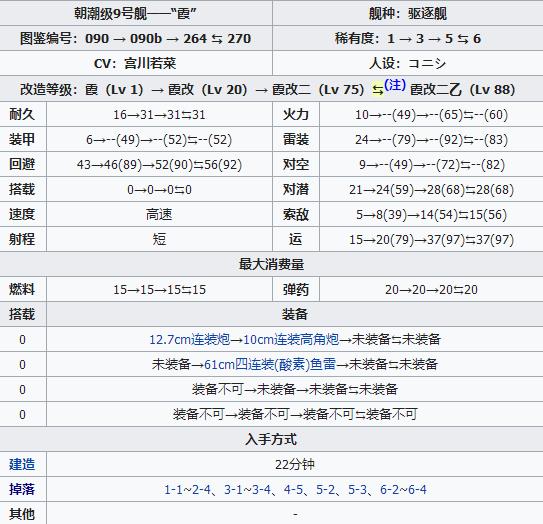 朝潮级9号舰——“霞” 舰种：驱逐舰
图鉴编号：090 → 090b → 264 ⇆ 270 稀有度：1 → 3 → 5 ⇆ 6
CV：宫川若菜 人设：コニシ
改造等级：霞（Lv 1）→ 霞改（Lv 20）→ 霞改二（Lv 75）⇆(注) 霞改二乙（Lv 88）
耐久 16→31→31⇆31 火力 10→--(49)→--(65)⇆--(60)
装甲 6→--(49)→--(52)⇆--(52) 雷装 24→--(79)→--(92)⇆--(83)
回避 43→46(89)→52(90)⇆56(92) 对空 9→--(49)→--(72)⇆--(82)
搭载 0→0→0⇆0 对潜 21→24(59)→28(68)⇆28(68)
速度 高速 索敌 5→8(39)→14(54)⇆15(56)
射程 短 运 15→20(79)→37(97)⇆37(97)
最大消费量
燃料 15→15→15⇆15 弹药 20→20→20⇆20
搭载 装备
0 12.7cm连装炮→10cm连装高角炮→未装备⇆未装备
0 未装备→61cm四连装(酸素)鱼雷→未装备⇆未装备
0 装备不可→未装备→未装备⇆未装备
0 装备不可→装备不可→装备不可⇆装备不可
入手方式
建造 22分钟
掉落 1-1~2-4、3-1~3-4、4-5、5-2、5-3、6-2~6-4
其他 -